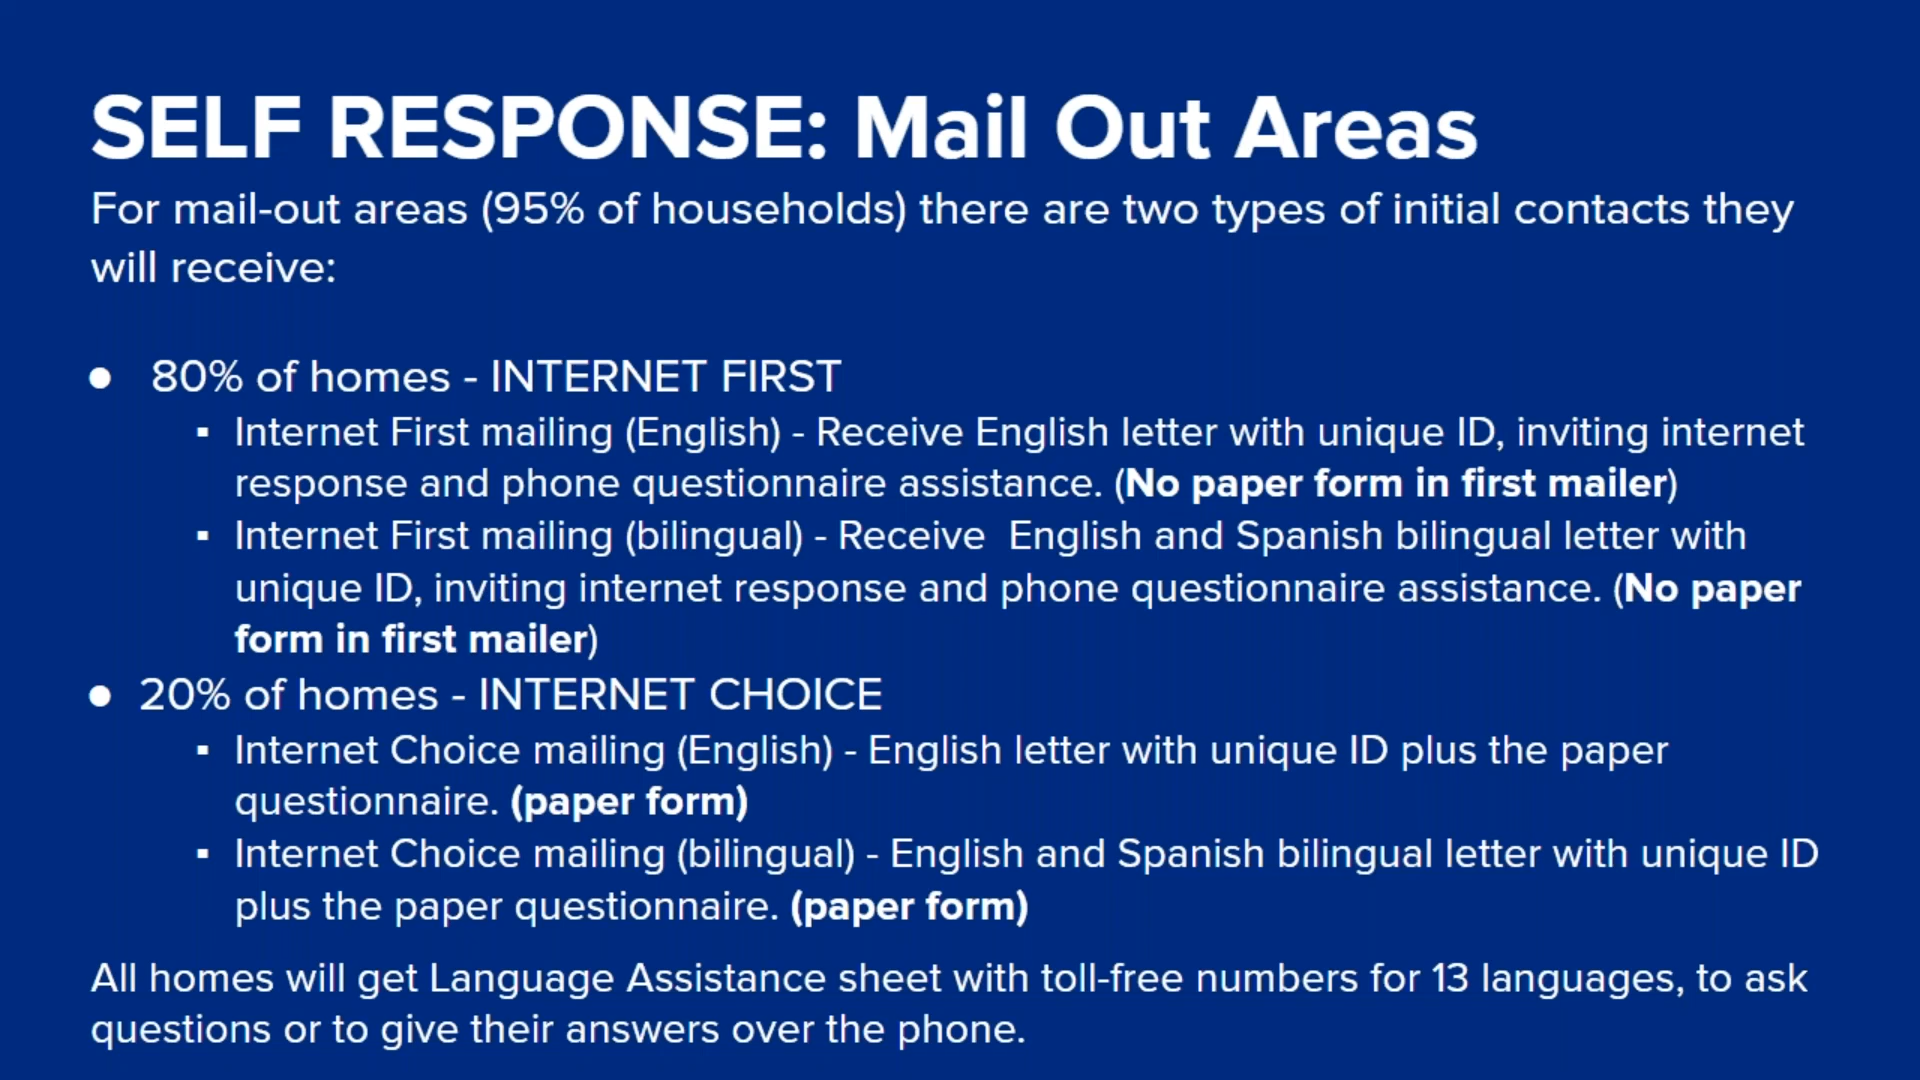 SELF RESPONSE: Mail Out Areas
For mail-out areas (95% of households) there are two types of initial contacts they
will receive:
● 80% of homes - INTERNET FIRST
▪ Internet First mailing (English) - Receive English letter with unique ID, inviting internet
response and phone questionnaire assistance. (No paper form in first mailer)
▪ Internet First mailing (bilingual) - Receive  English and Spanish bilingual letter with
unique ID, inviting internet response and phone questionnaire assistance. (No paper
form in first mailer)
● 20% of homes - INTERNET CHOICE
▪ Internet Choice mailing (English) - English letter with unique ID plus the paper
questionnaire. (paper form)
▪ Internet Choice mailing (bilingual) - English and Spanish bilingual letter with unique ID
plus the paper questionnaire. (paper form)
All homes will get Language Assistance sheet with toll-free numbers for 13 languages, to ask
questions or to give their answers over the phone.